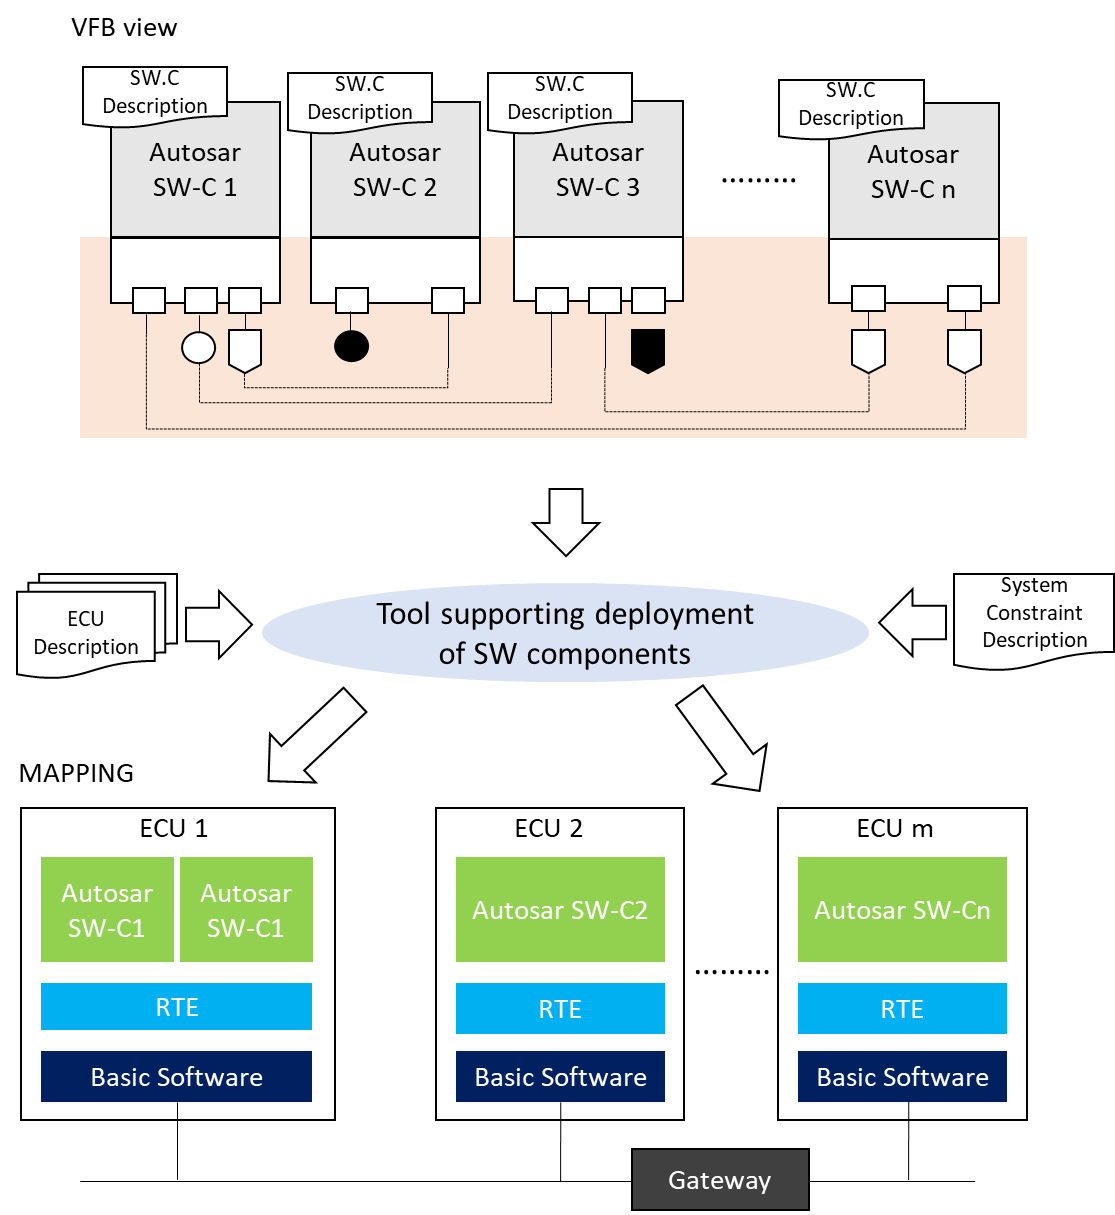 VFB view
SW.C
Description
SW.C
Description
SW.C
Description
SW.C
Description
Autosar
SW-C 1
Autosar
SW-C 2
Autosar
SW-C 3
.........
Autosar
SW-C n
ECU
Description
Tool supporting deployment
of SW components
System
Constraint
Description
MAPPING
ECU 1
Autosar
SW-C1
Autosar
SW-C1
RTE
Basic Software
ECU 2
Autosar SW-C2
RTE
Basic Software
.........
ECU m
Autosar SW-Cn
RTE
Basic Software
Gateway